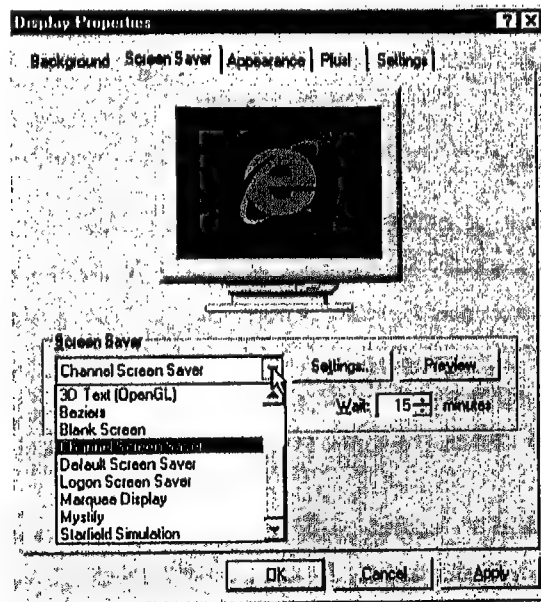 Display Properties
Background Screen Saver Appearance Plus! Settings
Screen Saver
Channel Screen Saver
Settings... Preview
3D Text (OpenGL)
Wait: 15 minutes
Beziers
Blank Screen
Channel Screen Saver
Default Screen Saver
Logon Screen Saver
Marquee Display
Mystify
Starfield Simulation
OK Cancel Apply